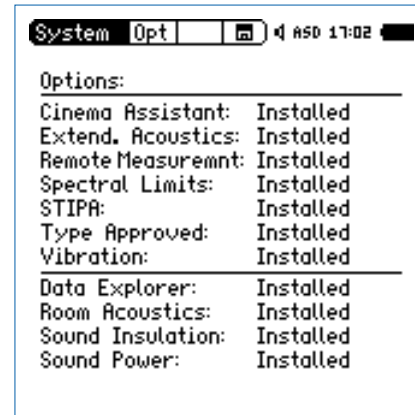 System Opt ASD 17:02
Options:
Cinema Assistant: Installed
Extend. Acoustics: Installed
Remote Measuremnt: Installed
Spectral Limits: Installed
STIPA: Installed
Type Approved: Installed
Vibration: Installed
Data Explorer: Installed
Room Acoustics: Installed
Sound Insulation: Installed
Sound Power: Installed